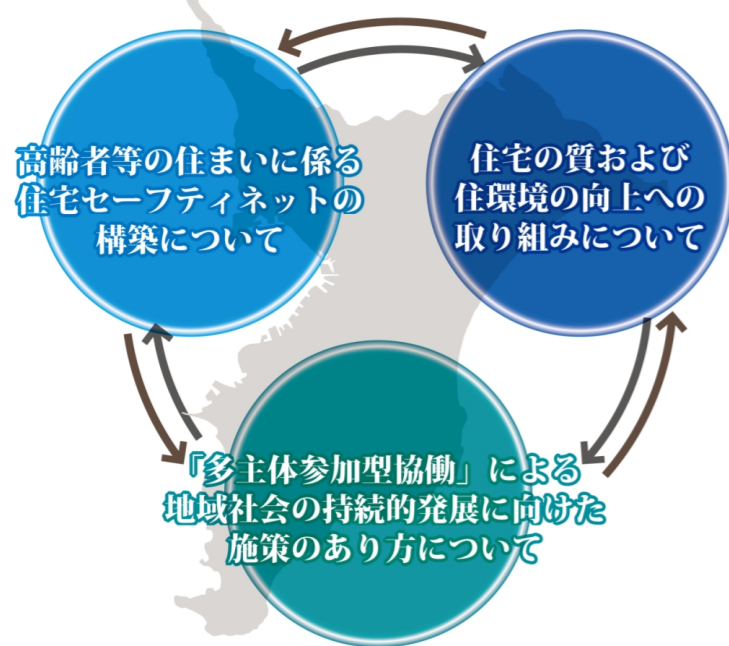 高齢者等の住まいに係る
住宅セーフティネットの
構築について
住宅の質および
住環境の向上への
取り組みについて
「多主体参加型協働」による
地域社会の持続的発展に向けた
施策のあり方について